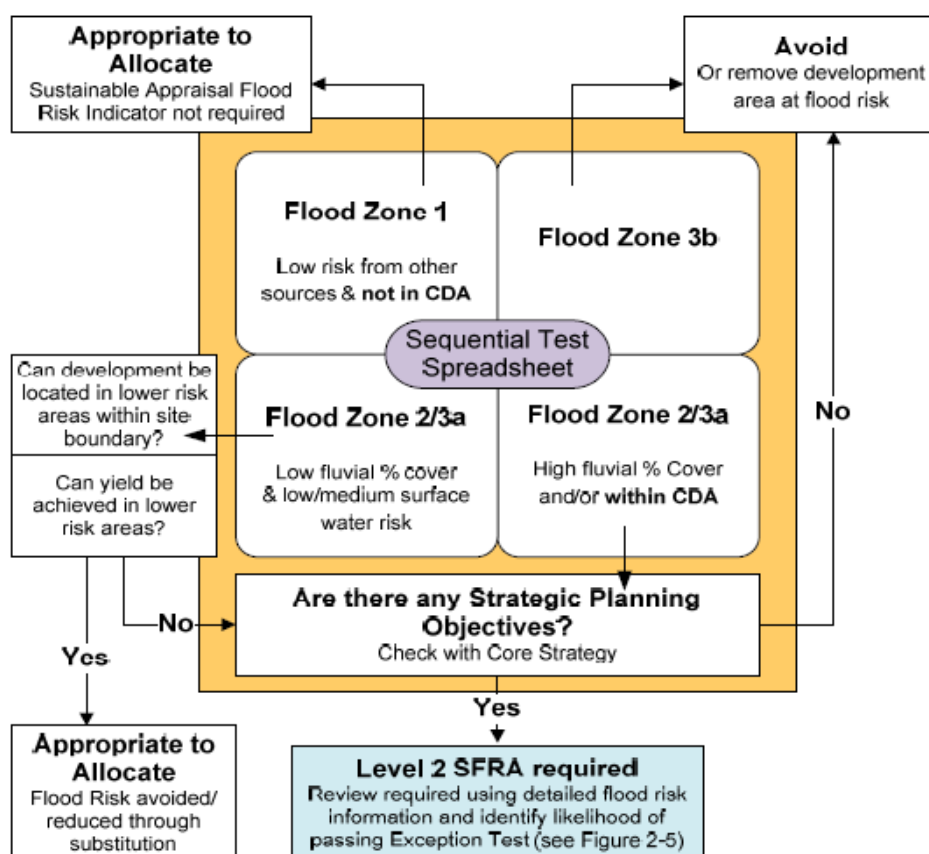 Appropriate to
Allocate
Sustainable Appraisal Flood
Risk Indicator not required
Avoid
Or remove development
area at flood risk
Flood Zone 1
Low risk from other
sources & not in CDA
Flood Zone 3b
Sequential Test
Spreadsheet
Can development be
located in lower risk
areas within site
boundary?
Can yield be
achieved in lower
risk areas?
Flood Zone 2/3a
Low fluvial % cover
& low/medium surface
water risk
Flood Zone 2/3a
High fluvial % Cover
and/or within CDA
No
Are there any Strategic Planning
Objectives?
Check with Core Strategy
No
Yes
Yes
Appropriate to
Allocate
Flood Risk avoided/
reduced through
substitution
Level 2 SFRA required
Review required using detailed flood risk
information and identify likelihood of
passing Exception Test (see Figure 2-5)